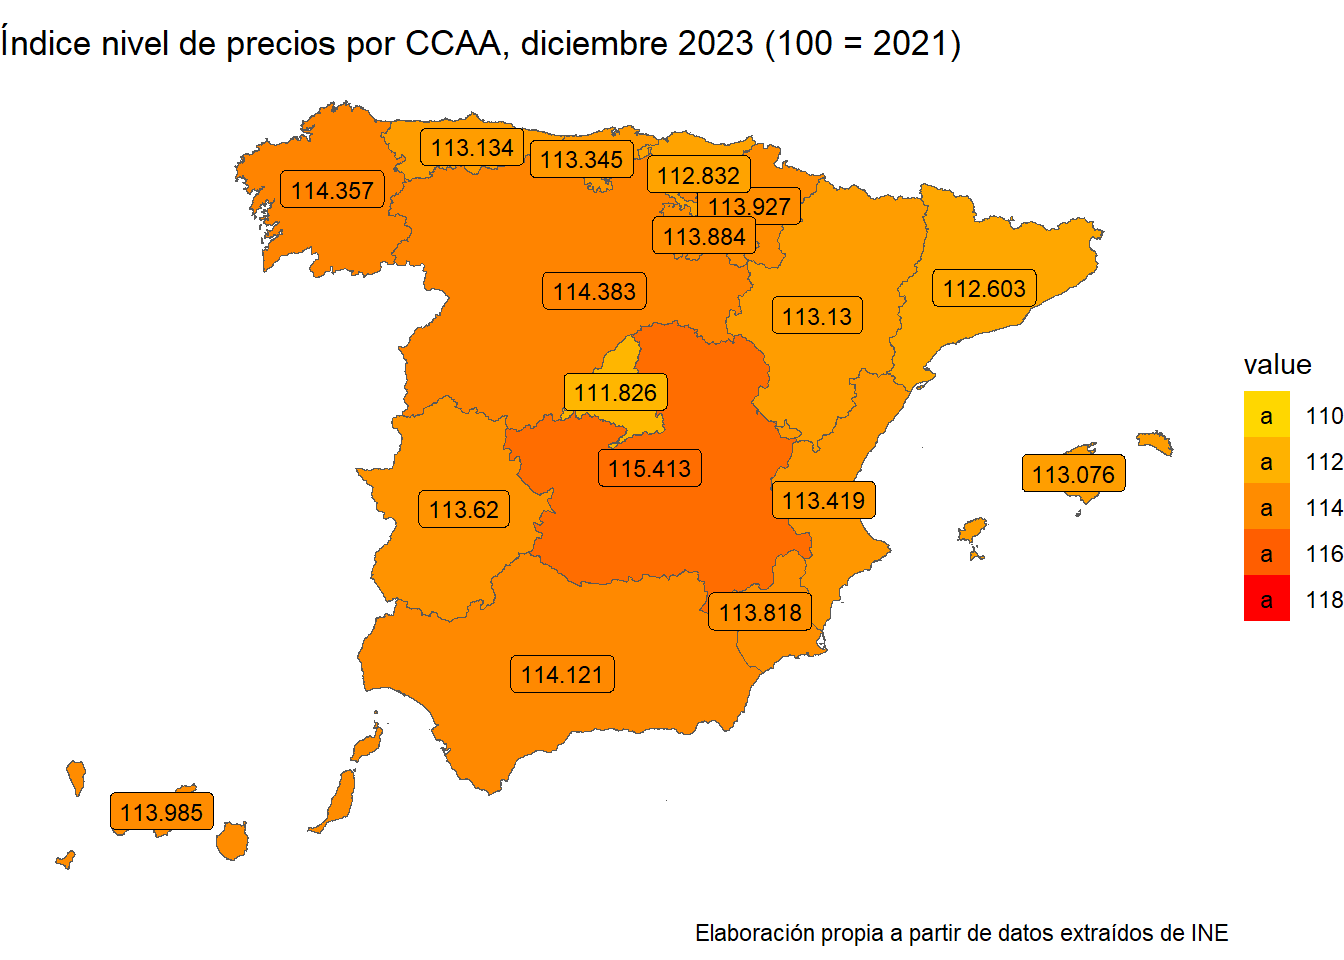 Índice nivel de precios por CCAA, diciembre 2023 (100 = 2021)
113.134
113.345
112.832
114.357
113.927
113.884
114.383
112.603
113.13
111.826
115.413
113.076
113.62
113.419
113.818
114.121
113.985
value
a 110
a 112
a 114
a 116
a 118
Elaboración propia a partir de datos extraídos de INE